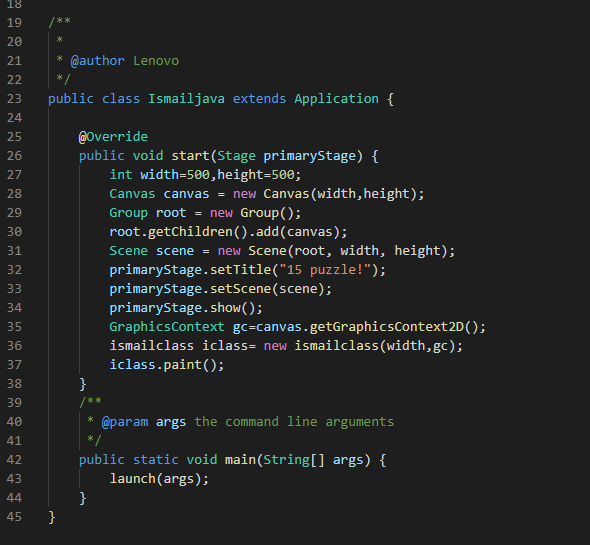 18
19 /**
20  *
21  * @author Lenovo
22  */
23 public class Ismailjava extends Application {
24
25     @Override
26     public void start(Stage primaryStage) {
27         int width=500,height=500;
28         Canvas canvas = new Canvas(width,height);
29         Group root = new Group();
30         root.getChildren().add(canvas);
31         Scene scene = new Scene(root, width, height);
32         primaryStage.setTitle("15 puzzle!");
33         primaryStage.setScene(scene);
34         primaryStage.show();
35         GraphicsContext gc=canvas.getGraphicsContext2D();
36         ismailclass iclass= new ismailclass(width,gc);
37         iclass.paint();
38     }
39     /**
40      * @param args the command line arguments
41      */
42     public static void main(String[] args) {
43         launch(args);
44     }
45 }